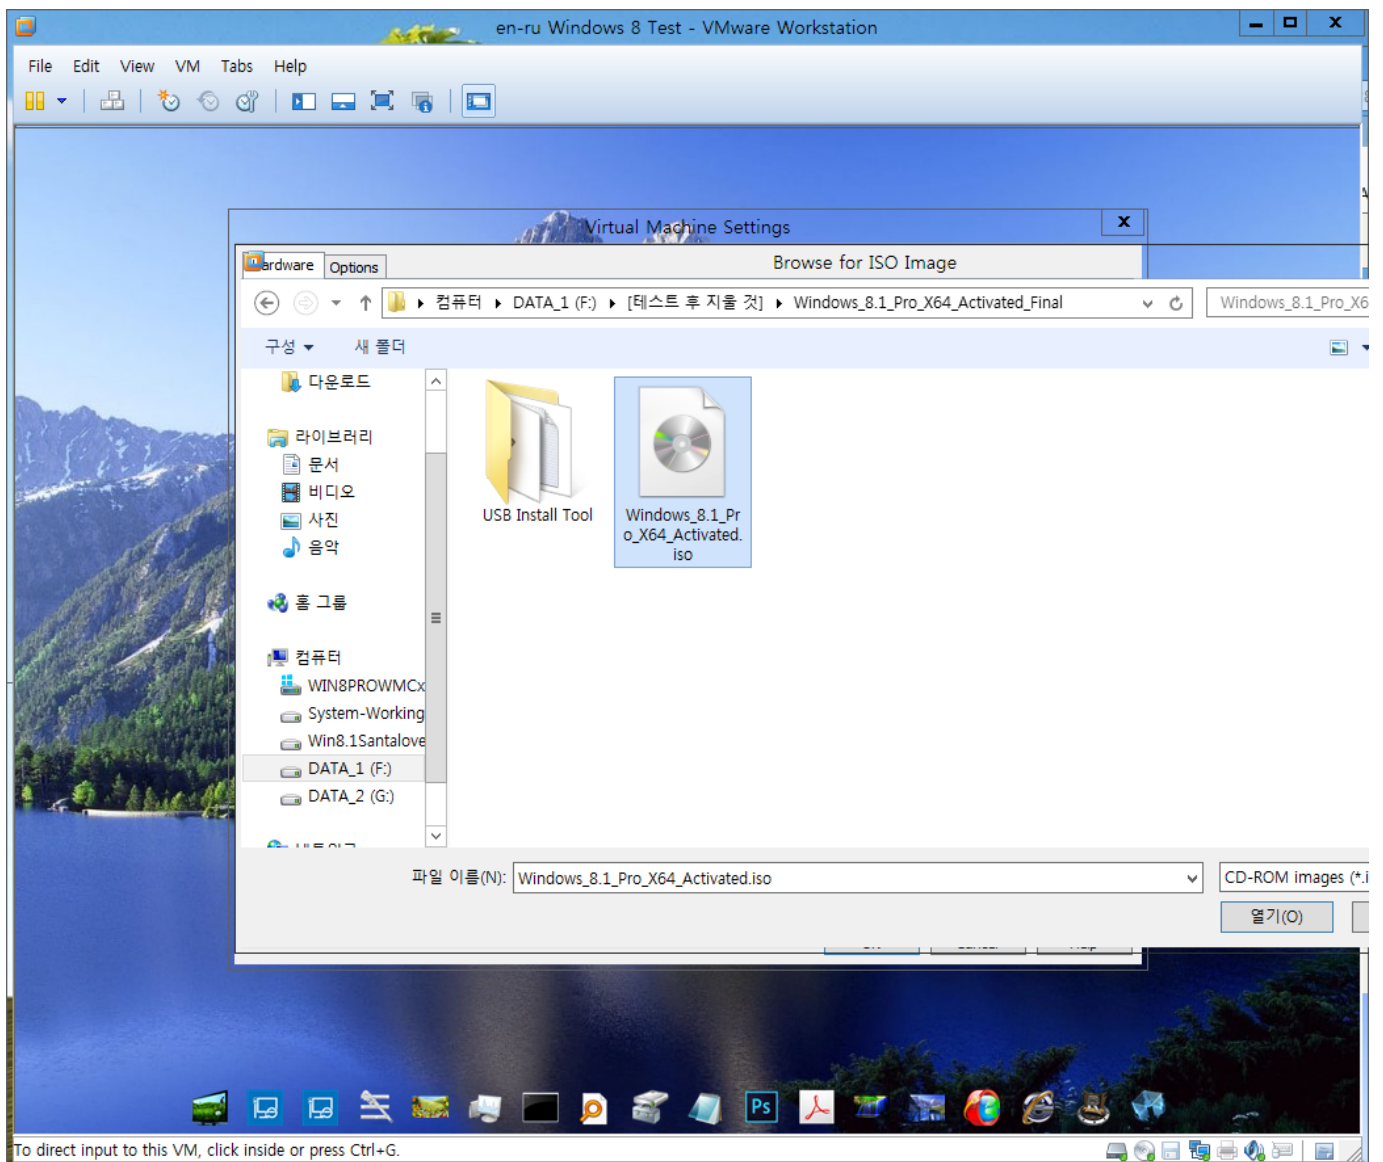 en-ru Windows 8 Test - VMware Workstation
File Edit View VM Tabs Help
Virtual Machine Settings
Options
Browse for ISO Image
컴퓨터 DATA_1 (F:) [테스트 후 지울 것] Windows_8.1_Pro_X64_Activated_Final
Windows_8.1_Pro_X6
구성 새 폴더
다운로드
라이브러리
문서
비디오
사진
음악
홈 그룹
컴퓨터
WIN8PROWMCx
System-Working
Win8.1Santalove
DATA_1 (F:)
DATA_2 (G:)
USB Install Tool
Windows_8.1_Pr
o_X64_Activated.
iso
파일 이름(N): Windows_8.1_Pro_X64_Activated.iso
CD-ROM images (*.i
열기(O)
Ps
To direct input to this VM, click inside or press Ctrl+G.